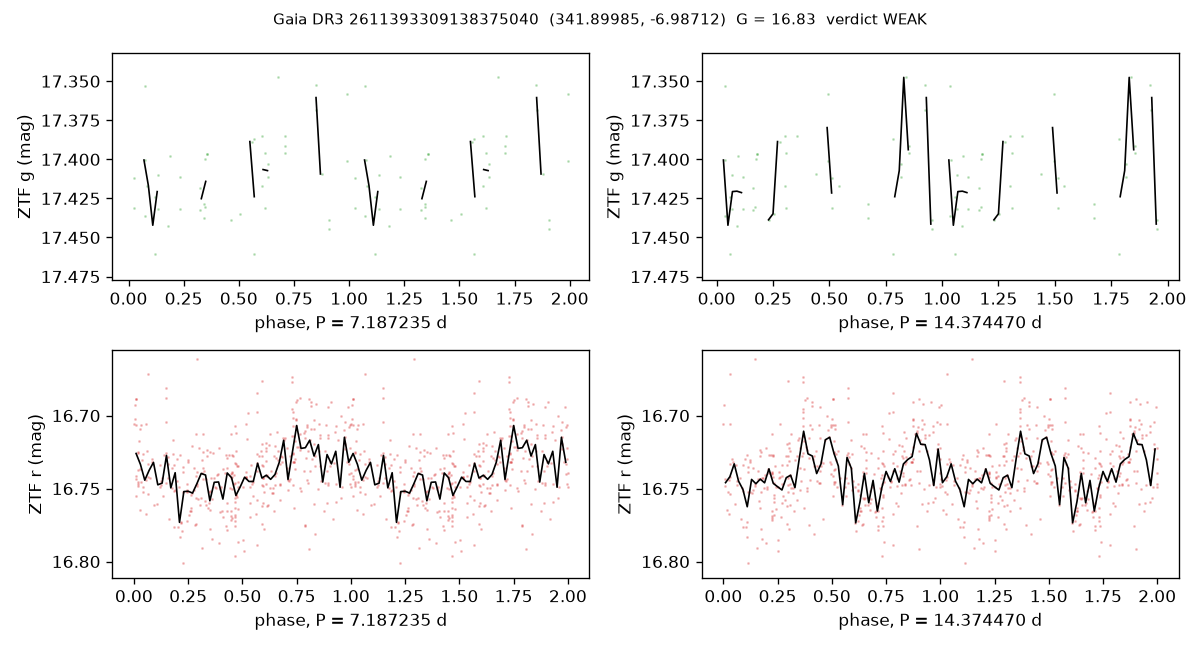 Gaia DR3 2611393309138375040  (341.89985, -6.98712)  G = 16.83  verdict WEAK
ZTF g (mag)
17.350
17.375
17.400
17.425
17.450
17.475
0.00 0.25 0.50 0.75 1.00 1.25 1.50 1.75 2.00
phase, P = 7.187235 d
ZTF g (mag)
17.350
17.375
17.400
17.425
17.450
17.475
0.00 0.25 0.50 0.75 1.00 1.25 1.50 1.75 2.00
phase, P = 14.374470 d
ZTF r (mag)
16.70
16.75
16.80
0.00 0.25 0.50 0.75 1.00 1.25 1.50 1.75 2.00
phase, P = 7.187235 d
ZTF r (mag)
16.70
16.75
16.80
0.00 0.25 0.50 0.75 1.00 1.25 1.50 1.75 2.00
phase, P = 14.374470 d